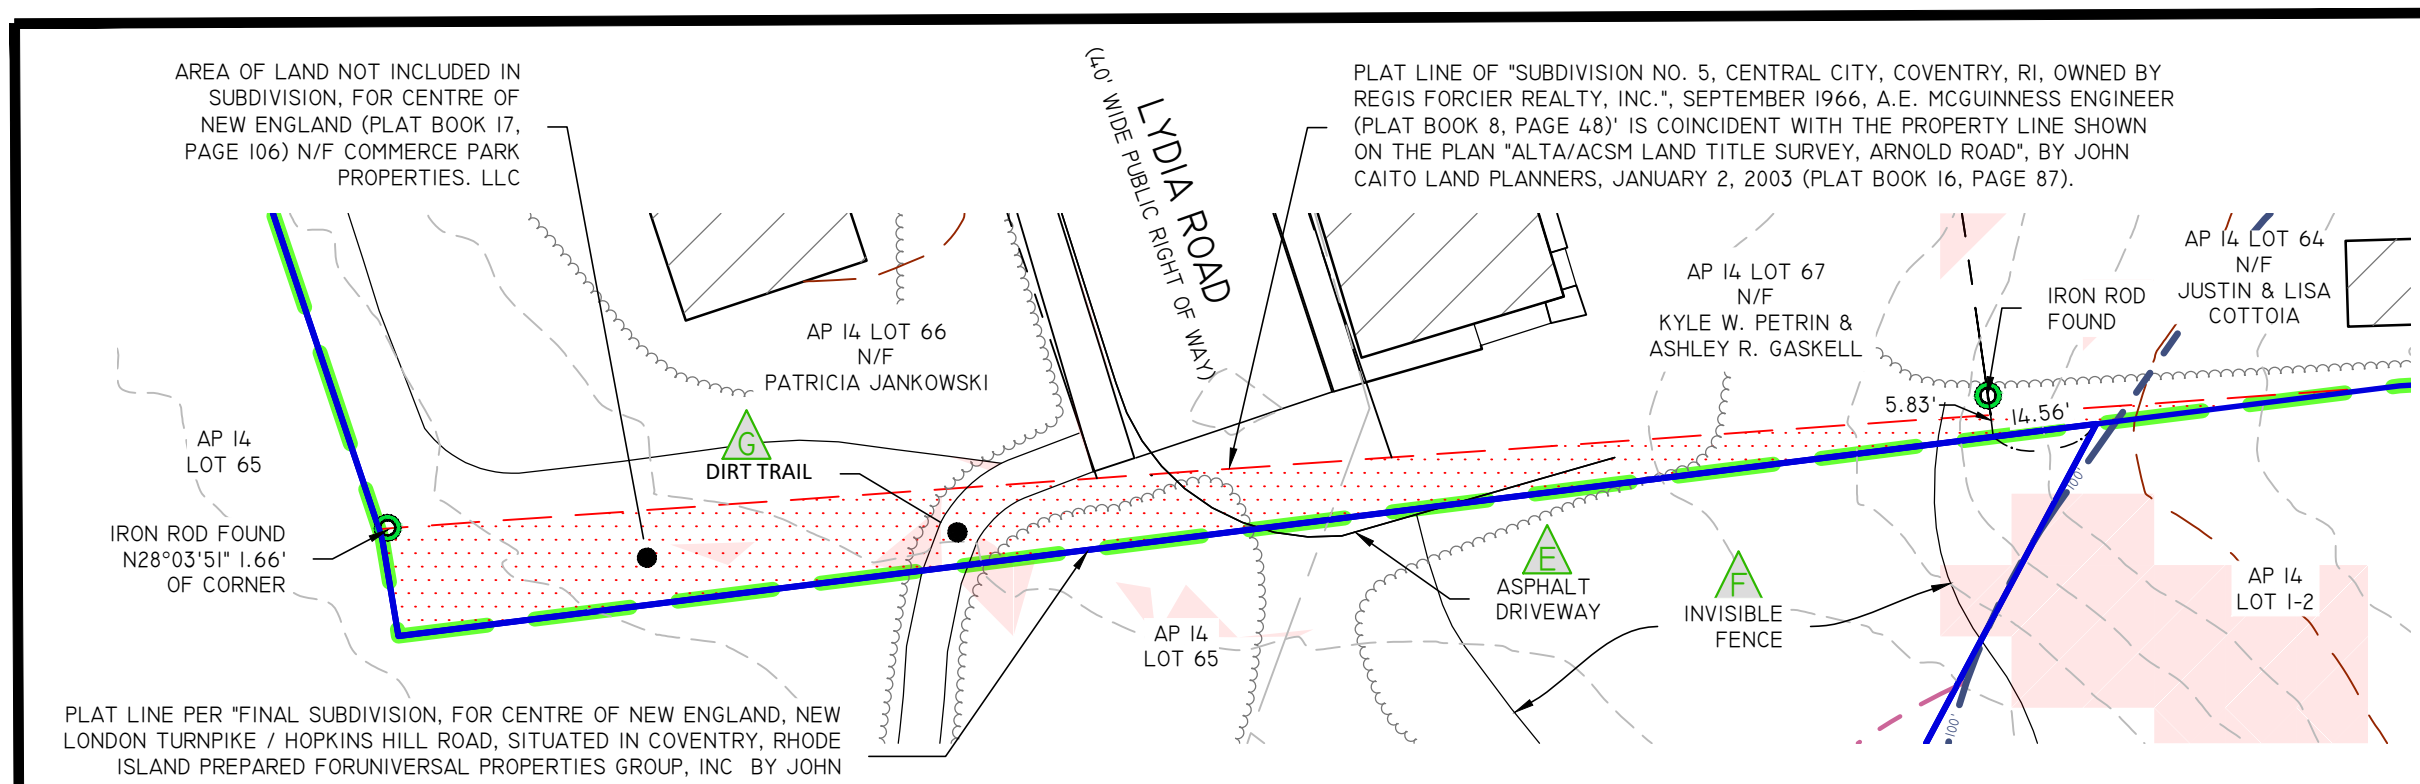 AREA OF LAND NOT INCLUDED IN
SUBDIVISION, FOR CENTRE OF
NEW ENGLAND (PLAT BOOK 17,
PAGE 106) N/F COMMERCE PARK
PROPERTIES. LLC
(40' WIDE PUBLIC RIGHT OF WAY)
LYDIA ROAD
PLAT LINE OF "SUBDIVISION NO. 5, CENTRAL CITY, COVENTRY, RI, OWNED BY
REGIS FORCIER REALTY, INC.", SEPTEMBER 1966, A.E. MCGUINNESS ENGINEER
(PLAT BOOK 8, PAGE 48)' IS COINCIDENT WITH THE PROPERTY LINE SHOWN
ON THE PLAN "ALTA/ACSM LAND TITLE SURVEY, ARNOLD ROAD", BY JOHN
CAITO LAND PLANNERS, JANUARY 2, 2003 (PLAT BOOK 16, PAGE 87).
AP 14 LOT 64
N/F
JUSTIN & LISA
COTTOIA
AP 14 LOT 67
N/F
KYLE W. PETRIN &
ASHLEY R. GASKELL
IRON ROD
FOUND
AP 14 LOT 66
N/F
PATRICIA JANKOWSKI
5.83'
14.56'
AP 14
LOT 65
G
DIRT TRAIL
100'
IRON ROD FOUND
N28°03'51" 1.66'
OF CORNER
E
ASPHALT
DRIVEWAY
F
INVISIBLE
FENCE
AP 14
LOT 1-2
AP 14
LOT 65
100'
PLAT LINE PER "FINAL SUBDIVISION, FOR CENTRE OF NEW ENGLAND, NEW
LONDON TURNPIKE / HOPKINS HILL ROAD, SITUATED IN COVENTRY, RHODE
ISLAND PREPARED FORUNIVERSAL PROPERTIES GROUP, INC BY JOHN